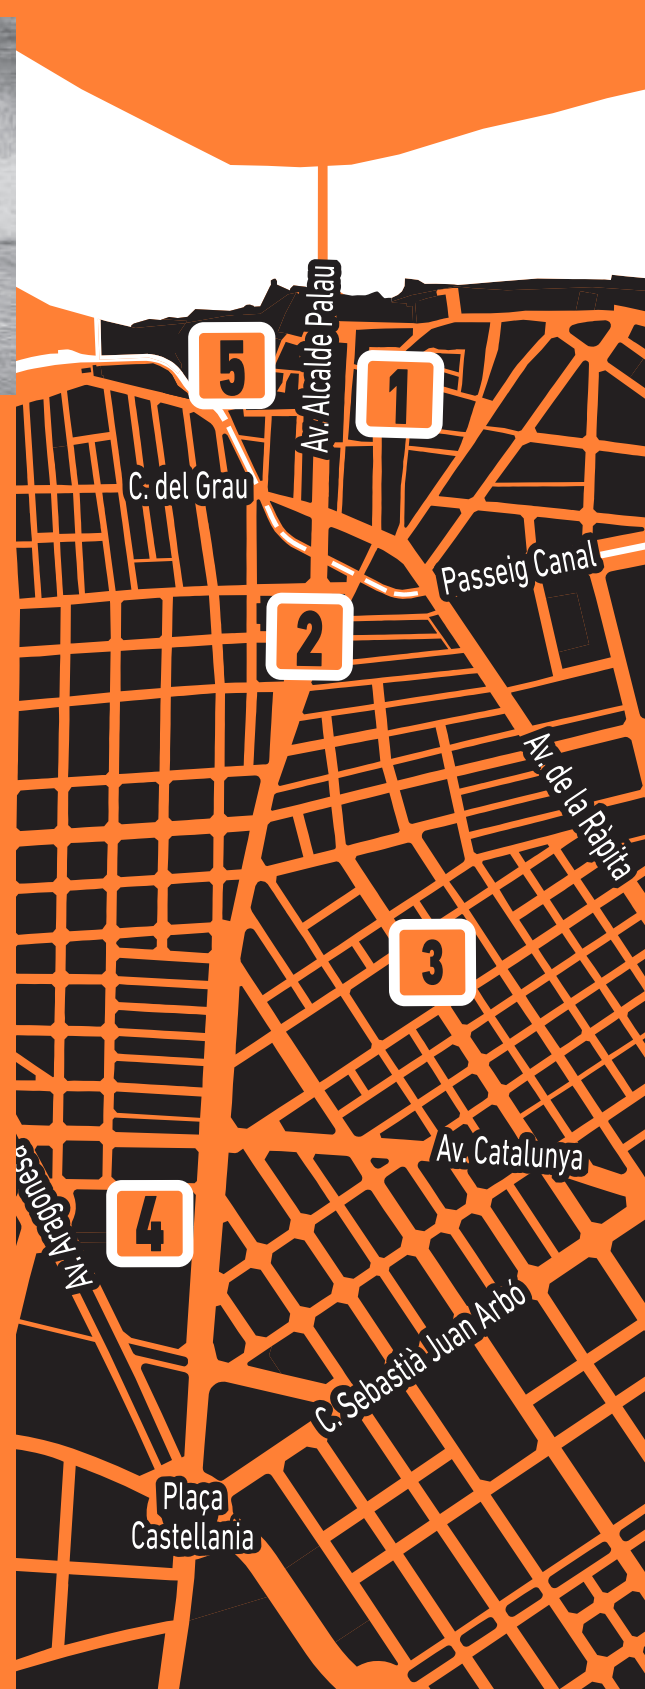 Av. Alcalde Palau
5
1
C. del Grau
Passeig Canal
2
Av. de la Ràpita
3
Av. Catalunya
Av. Aragonesa
4
C. Sebastià Juan Arbó
Plaça
Castellania